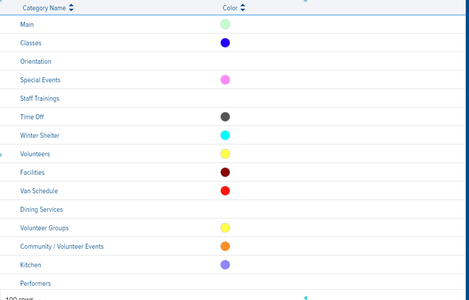 Category Name Color
Main
Classes
Orientation
Special Events
Staff Trainings
Time Off
Winter Shelter
Volunteers
Facilities
Van Schedule
Dining Services
Volunteer Groups
Community / Volunteer Events
Kitchen
Performers
100 rows